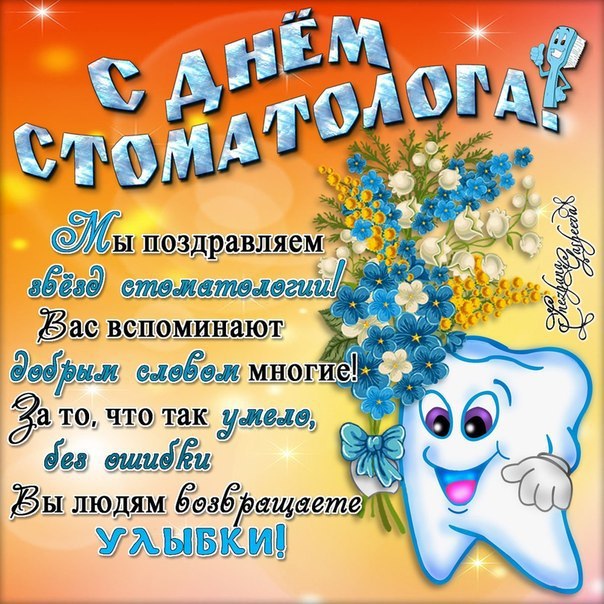 С ДНЁМ
СТОМАТОЛОГА!
Мы поздравляем
звёзд стоматологии!
Вас вспоминают
добрым словом многие!
За то, что так умело,
без ошибки
Вы людям возвращаете
УЛЫБКИ!